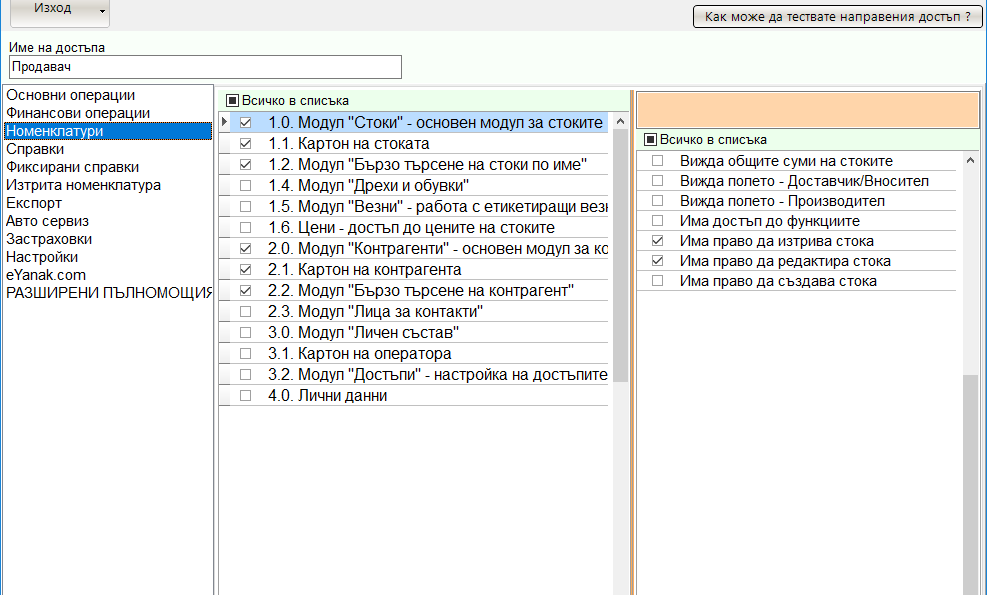 Изход
Как може да тествате направения достъп ?
Име на достъпа
Продавач
Основни операции
Финансови операции
Номенклатури
Справки
Фиксирани справки
Изтрита номенклатура
Експорт
Авто сервиз
Застраховки
Настройки
eYanak.com
РАЗШИРЕНИ ПЪЛНОМОЩИЯ
Всичко в списъка
1.0. Модул "Стоки" - основен модул за стоките
1.1. Картон на стоката
1.2. Модул "Бързо търсене на стоки по име"
1.4. Модул "Дрехи и обувки"
1.5. Модул "Везни" - работа с етикетиращи везн
1.6. Цени - достъп до цените на стоките
2.0. Модул "Контрагенти" - основен модул за ко
2.1. Картон на контрагента
2.2. Модул "Бързо търсене на контрагент"
2.3. Модул "Лица за контакти"
3.0. Модул "Личен състав"
3.1. Картон на оператора
3.2. Модул "Достъпи" - настройка на достъпите
4.0. Лични данни
Всичко в списъка
Вижда общите суми на стоките
Вижда полето - Доставчик/Вносител
Вижда полето - Производител
Има достъп до функциите
Има право да изтрива стока
Има право да редактира стока
Има право да създава стока